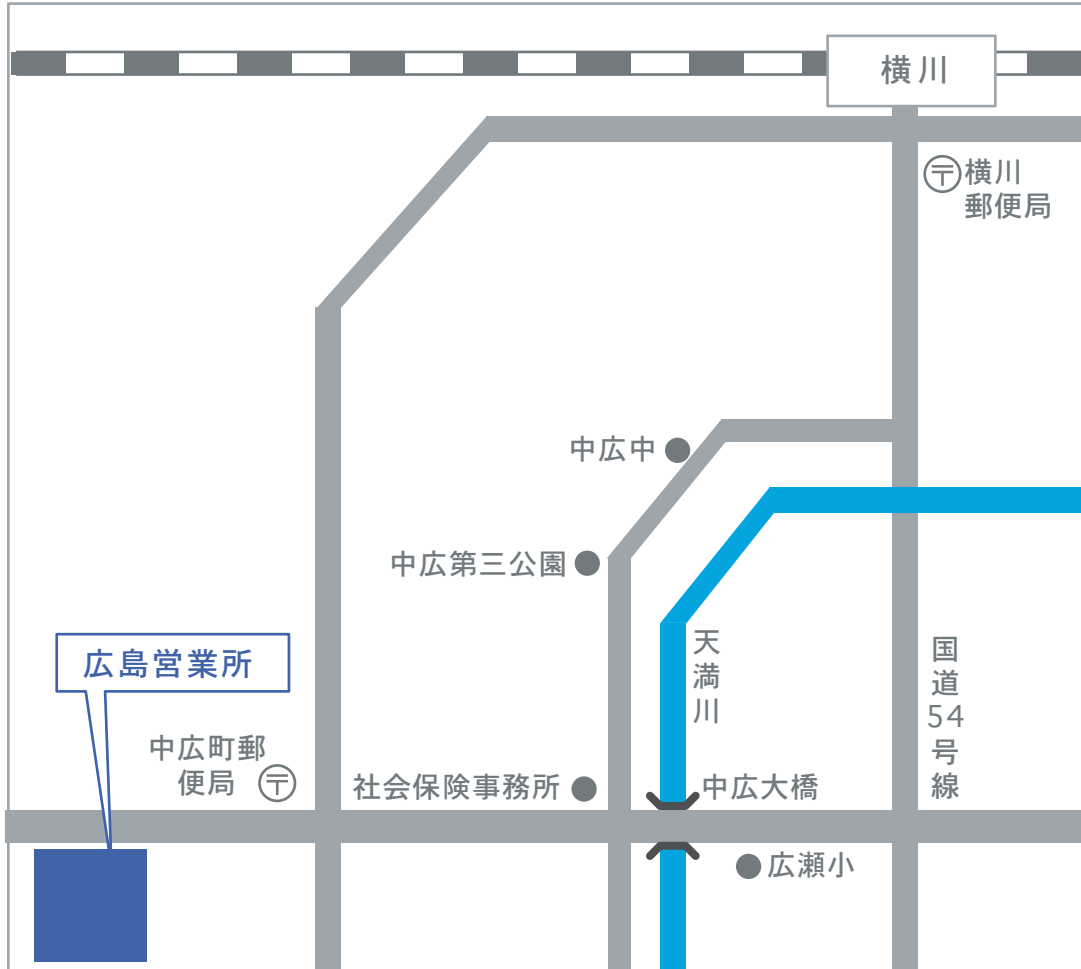 横川
〒横川
郵便局
中広中
中広第三公園
天満川
国道54号線
広島営業所
中広町郵
便局 〒
社会保険事務所
中広大橋
広瀬小